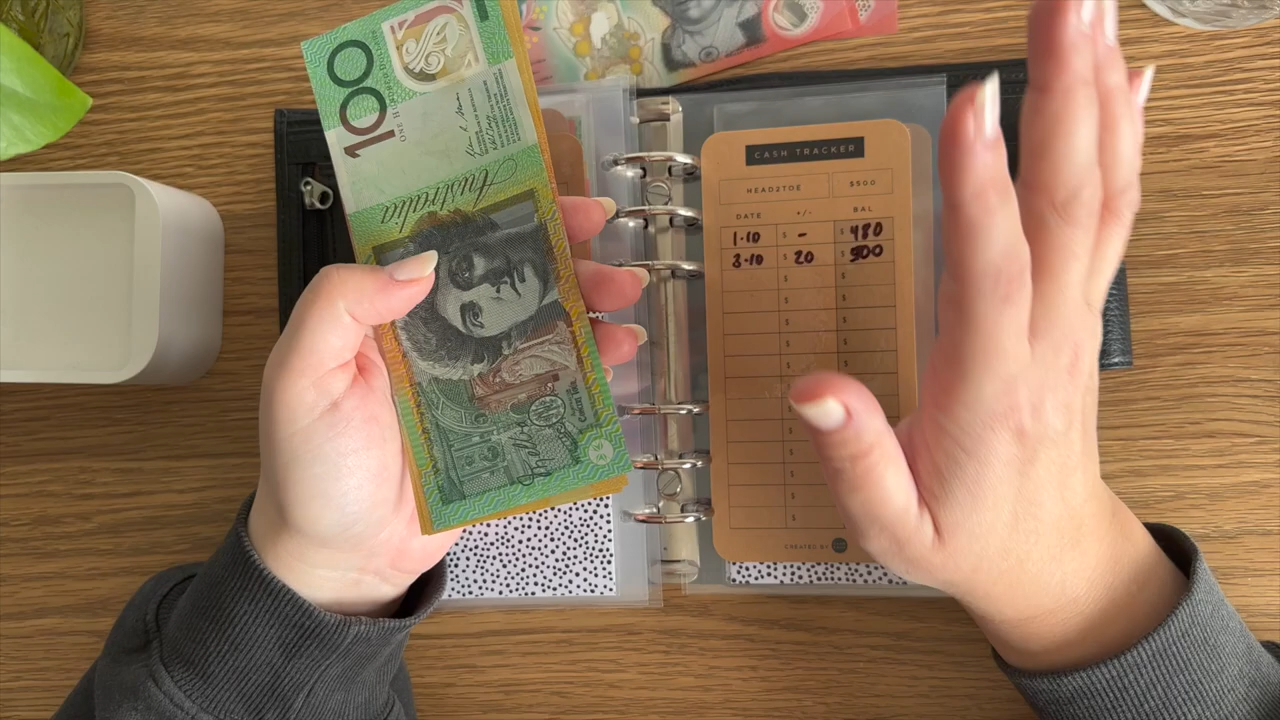 100
ONE HUNDRED DOLLARS
Australia
CASH TRACKER
HEAD2TOE $500
DATE +/- BAL
1·10 $ - $ 480
3·10 $ 20 $ 500
$ $
$ $
$ $
$ $
$ $
$
$
$ 
$
$
$
$
CREATED BY